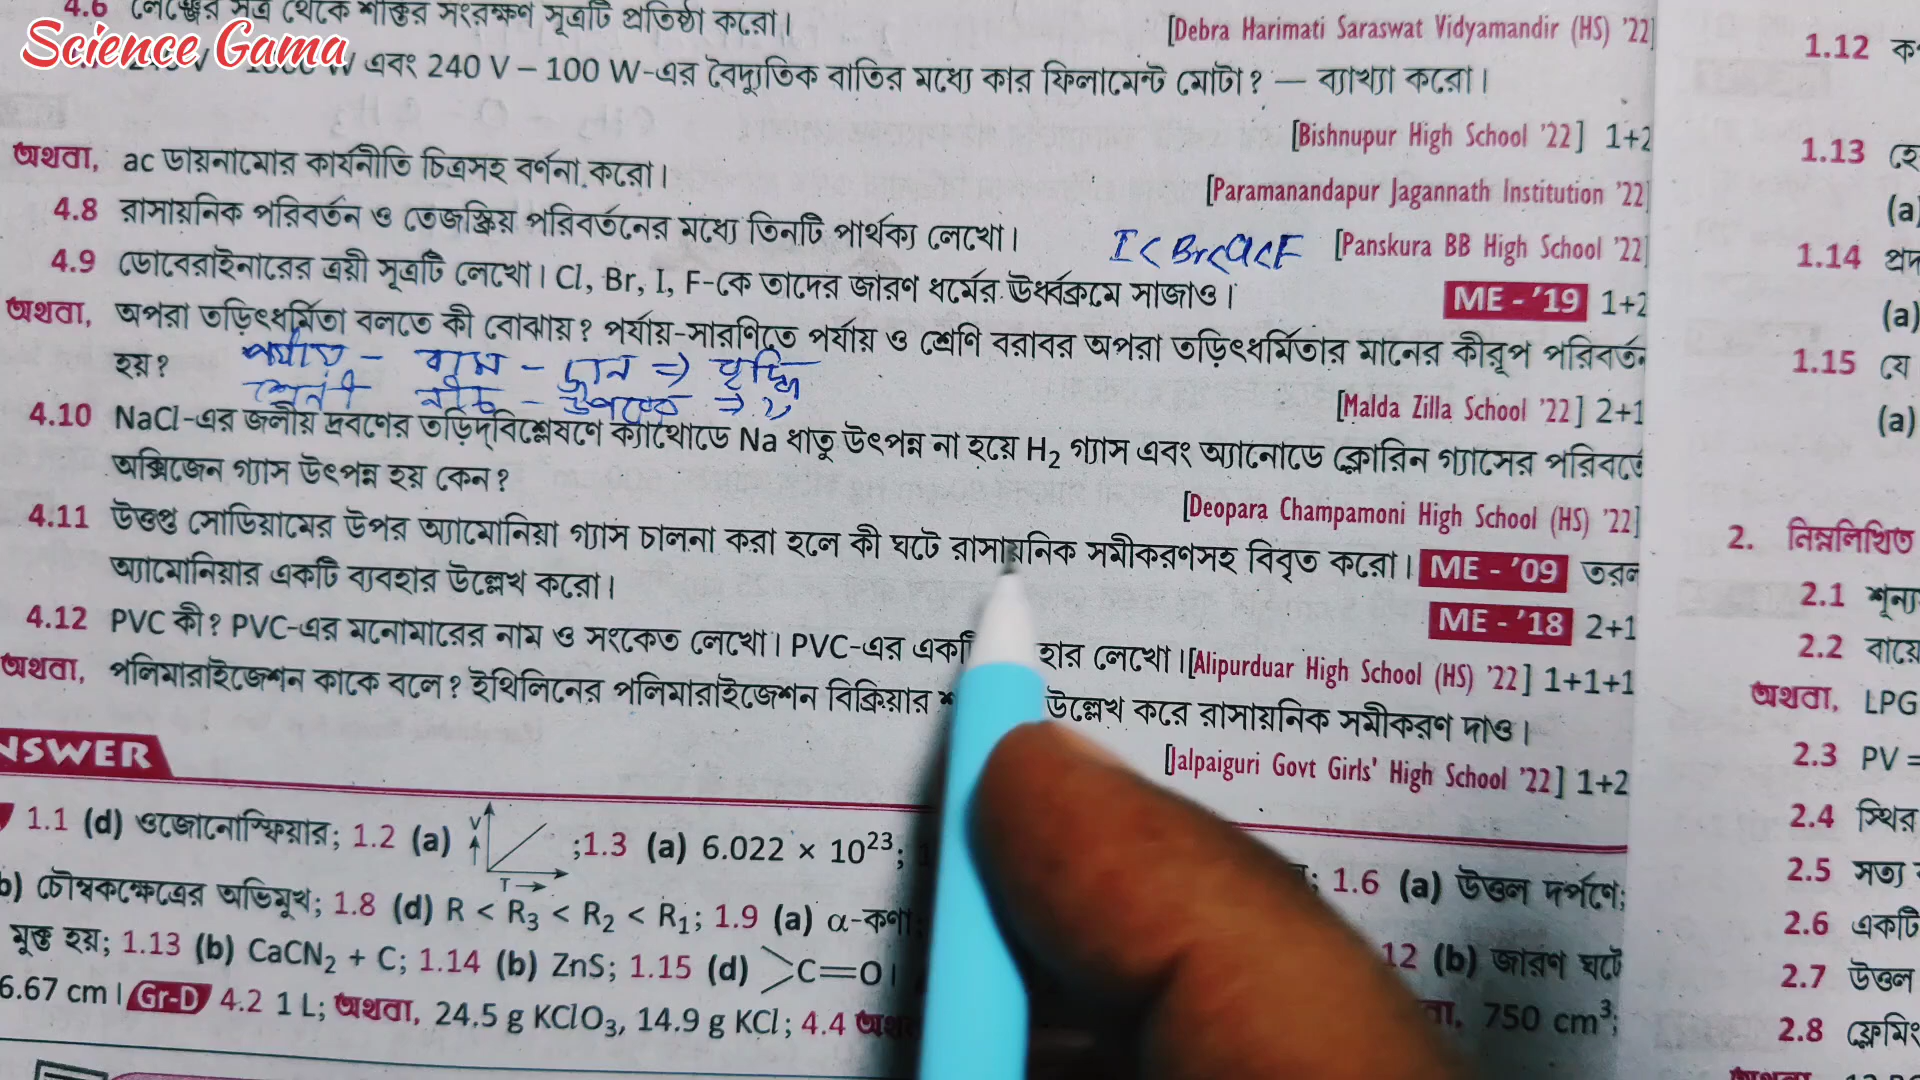 Science Gama
4.6 লেঞ্জের সূত্র থেকে শক্তির সংরক্ষণ সূত্রটি প্রতিষ্ঠা করো।
[Debra Harimati Saraswat Vidyamandir (HS) '22]
এবং 240 V – 100 W-এর বৈদ্যুতিক বাতির মধ্যে কার ফিলামেন্ট মোটা? — ব্যাখ্যা করো।
[Bishnupur High School '22] 1+2
অথবা, ac ডায়নামোর কার্যনীতি চিত্রসহ বর্ণনা করো।
[Paramanandapur Jagannath Institution '22]
4.8 রাসায়নিক পরিবর্তন ও তেজস্ক্রিয় পরিবর্তনের মধ্যে তিনটি পার্থক্য লেখো।
I < Br < Cl < F [Panskura BB High School '22]
4.9 ডোবেরাইনারের ত্রয়ী সূত্রটি লেখো। Cl, Br, I, F-কে তাদের জারণ ধর্মের ঊর্ধ্বক্রমে সাজাও।
ME - '19 1+2
অথবা, অপরা তড়িৎধর্মিতা বলতে কী বোঝায়? পর্যায়-সারণিতে পর্যায় ও শ্রেণি বরাবর অপরা তড়িৎধর্মিতার মানের কীরূপ পরিবর্তন
হয়?
পর্যায় – বাম – ডান ⇒ বৃদ্ধি
[Malda Zilla School '22] 2+1
4.10 NaCl-এর জলীয় দ্রবণের তড়িদ্‌বিশ্লেষণে ক্যাথোডে Na ধাতু উৎপন্ন না হয়ে H₂ গ্যাস এবং অ্যানোডে ক্লোরিন গ্যাসের পরিবর্তে
অক্সিজেন গ্যাস উৎপন্ন হয় কেন?
[Deopara Champamoni High School (HS) '22]
4.11 উত্তপ্ত সোডিয়ামের উপর অ্যামোনিয়া গ্যাস চালনা করা হলে কী ঘটে রাসায়নিক সমীকরণসহ বিবৃত করো। ME - '09 তরল
অ্যামোনিয়ার একটি ব্যবহার উল্লেখ করো।
ME - '18 2+1
4.12 PVC কী? PVC-এর মনোমারের নাম ও সংকেত লেখো। PVC-এর লেখো। [Alipurduar High School (HS) '22] 1+1+1
অথবা, পলিমারাইজেশন কাকে বলে? ইথিলিনের পলিমারাইজেশন বিক্রিয়ার উল্লেখ করে রাসায়নিক সমীকরণ দাও।
[Jalpaiguri Govt Girls' High School '22] 1+2
NSWER
1.1 (d) ওজোনোস্ফিয়ার; 1.2 (a) V T ;1.3 (a) 6.022 × 10²³;
1.6 (a) উত্তল দর্পণে;
b) চৌম্বকক্ষেত্রের অভিমুখ; 1.8 (d) R < R₃ < R₂ < R₁; 1.9 (a) α-কণা
মুক্ত হয়; 1.13 (b) CaCN₂ + C; 1.14 (b) ZnS; 1.15 (d) >C=O।
12 (b) জারণ ঘটে
6.67 cm। Gr-D 4.2 1 L; অথবা, 24.5 g KClO₃, 14.9 g KCl; 4.4
750 cm³;
1.12
1.13
(a)
1.14
(a)
1.15 যে
(a)
2. নিম্নলিখিত
2.1
2.2
অথবা, LPG
2.3 PV =
2.4 স্থির
2.5 সত্য
2.6 একটি
2.7 উত্তল
2.8